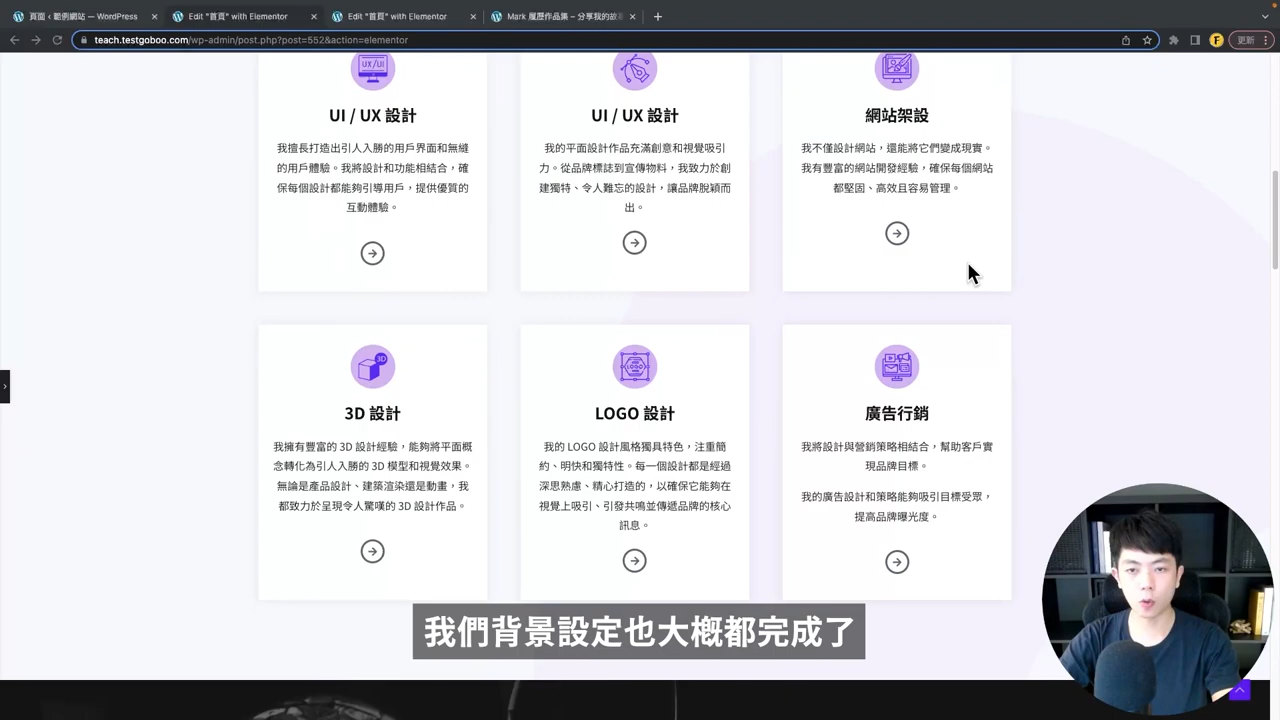 頁面 ‹ 範例網站 — WordPress
Edit "首頁" with Elementor
Edit "首頁" with Elementor
Mark 履歷作品集 – 分享我的故事
teach.testgoboo.com/wp-admin/post.php?post=552&action=elementor
更新
UX/UI
UI / UX 設計
我擅長打造出引人入勝的用戶界面和無縫
的用戶體驗。我將設計和功能相結合，確
保每個設計都能夠引導用戶，提供優質的
互動體驗。
UI / UX 設計
我的平面設計作品充滿創意和視覺吸引
力。從品牌標誌到宣傳物料，我致力於創
建獨特、令人難忘的設計，讓品牌脫穎而
出。
網站架設
我不僅設計網站，還能將它們變成現實。
我有豐富的網站開發經驗，確保每個網站
都堅固、高效且容易管理。
3D
3D 設計
我擁有豐富的 3D 設計經驗，能夠將平面概
念轉化為引人入勝的 3D 模型和視覺效果。
無論是產品設計、建築渲染還是動畫，我
都致力於呈現令人驚嘆的 3D 設計作品。
LOGO
LOGO 設計
我的 LOGO 設計風格獨具特色，注重簡
約、明快和獨特性。每一個設計都是經過
深思熟慮、精心打造的，以確保它能夠在
視覺上吸引、引發共鳴並傳遞品牌的核心
訊息。
廣告行銷
我將設計與營銷策略相結合，幫助客戶實
現品牌目標。
我的廣告設計和策略能夠吸引目標受眾，
提高品牌曝光度。
我們背景設定也大概都完成了